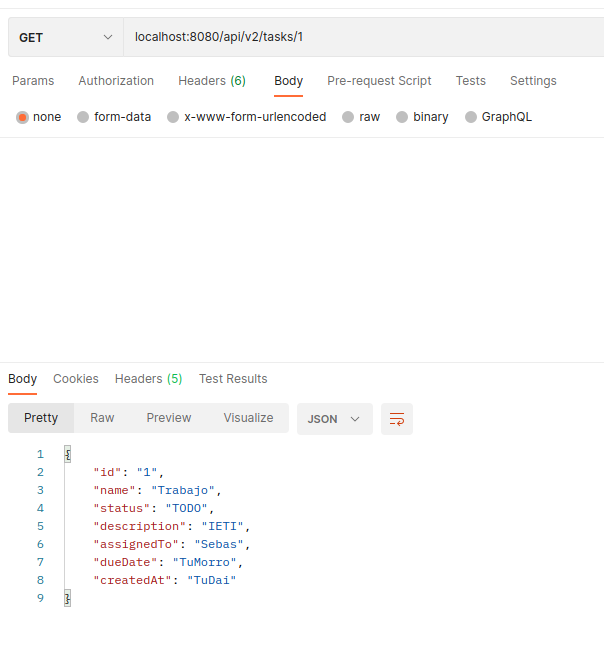 GET localhost:8080/api/v2/tasks/1
Params Authorization Headers (6) Body Pre-request Script Tests Settings
none form-data x-www-form-urlencoded raw binary GraphQL
Body Cookies Headers (5) Test Results
Pretty Raw Preview Visualize JSON
1 {
2 "id": "1",
3 "name": "Trabajo",
4 "status": "TODO",
5 "description": "IETI",
6 "assignedTo": "Sebas",
7 "dueDate": "TuMorro",
8 "createdAt": "TuDai"
9 }